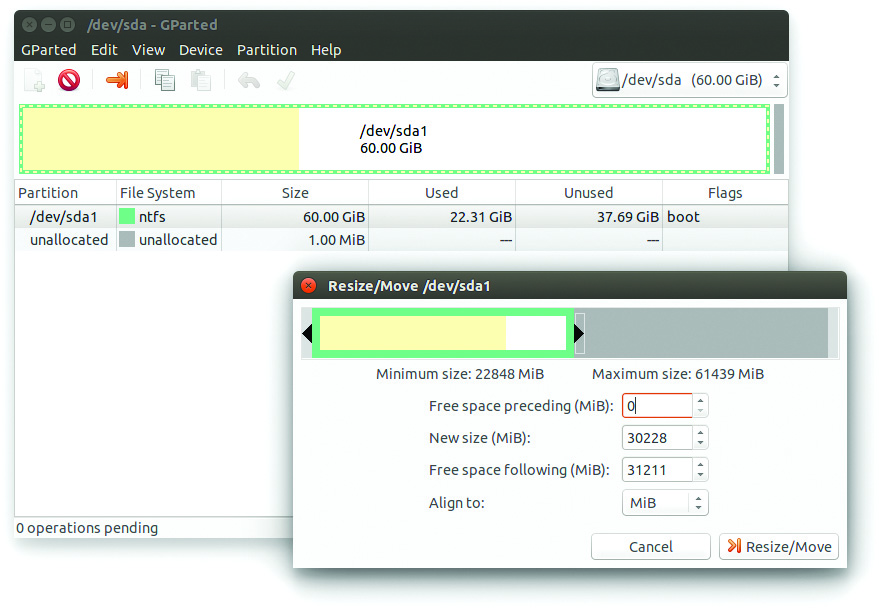 /dev/sda - GParted
GParted Edit View Device Partition Help
/dev/sda (60.00 GiB)
/dev/sda1
60.00 GiB
Partition File System Size Used Unused Flags
/dev/sda1 ntfs 60.00 GiB 22.31 GiB 37.69 GiB boot
unallocated unallocated 1.00 MiB --- ---
Resize/Move /dev/sda1
Minimum size: 22848 MiB Maximum size: 61439 MiB
Free space preceding (MiB): 0
New size (MiB): 30228
Free space following (MiB): 31211
Align to: MiB
0 operations pending
Cancel Resize/Move